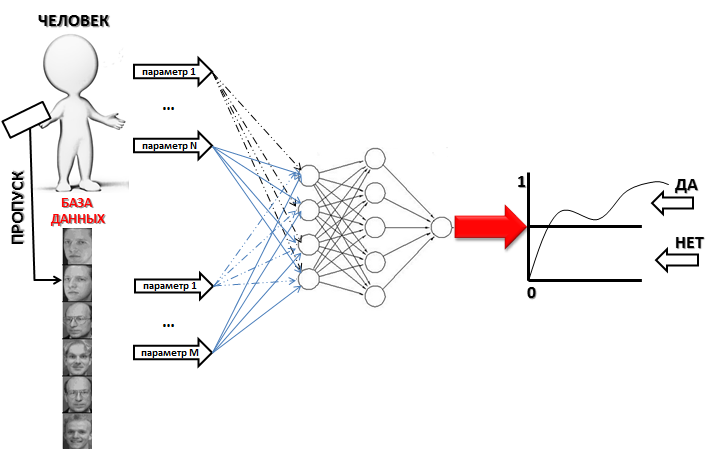 ЧЕЛОВЕК
параметр 1
...
параметр N
ПРОПУСК
БАЗА
ДАННЫХ
параметр 1
...
параметр M
1
ДА
НЕТ
0